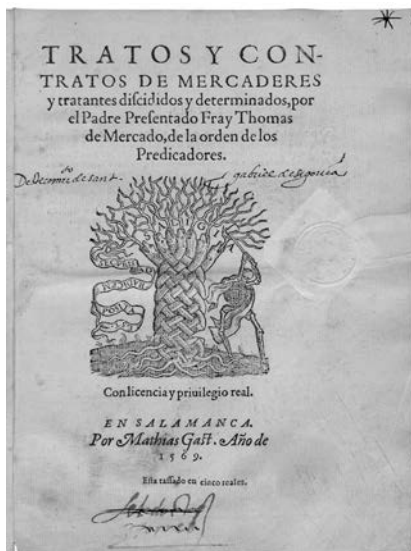 TRATOS Y CON-
TRATOS DE MERCADERES
y tratantes diſcididos y determinados, por
el Padre Preſentado Fray Thomas
de Mercado, de la orden de los
Predicadores.
Con licencia y priuilegio real.
EN SALAMANCA.
Por Mathias Gaſt. Año de
1569.
Eſta taſſado en cinco reales.